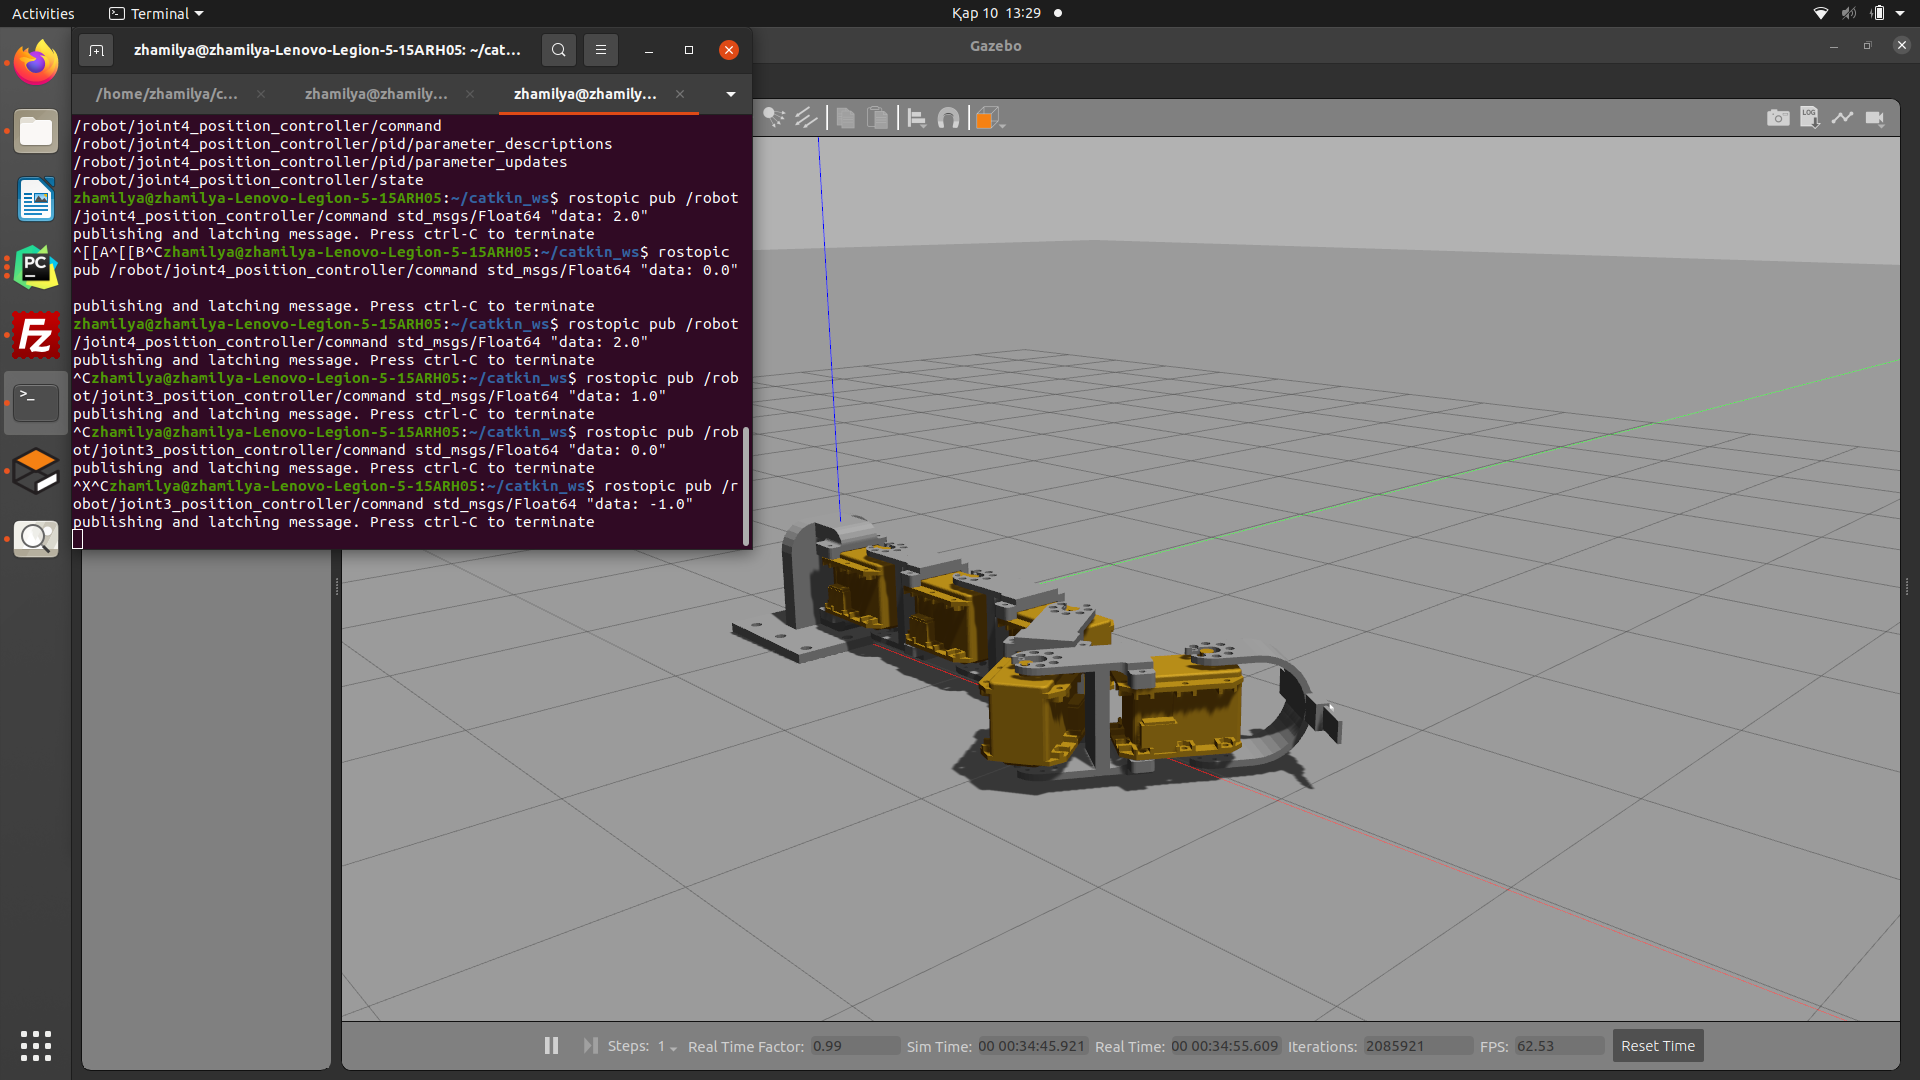 Activities
Terminal
Қар 10 13:29
zhamilya@zhamilya-Lenovo-Legion-5-15ARH05: ~/cat...
Gazebo
/home/zhamilya/c...
zhamilya@zhamily...
zhamilya@zhamily...
/robot/joint4_position_controller/command
/robot/joint4_position_controller/pid/parameter_descriptions
/robot/joint4_position_controller/pid/parameter_updates
/robot/joint4_position_controller/state
zhamilya@zhamilya-Lenovo-Legion-5-15ARH05:~/catkin_ws$ rostopic pub /robot
/joint4_position_controller/command std_msgs/Float64 "data: 2.0"
publishing and latching message. Press ctrl-C to terminate
^[[A^[[B^Czhamilya@zhamilya-Lenovo-Legion-5-15ARH05:~/catkin_ws$ rostopic
pub /robot/joint4_position_controller/command std_msgs/Float64 "data: 0.0"
publishing and latching message. Press ctrl-C to terminate
zhamilya@zhamilya-Lenovo-Legion-5-15ARH05:~/catkin_ws$ rostopic pub /robot
/joint4_position_controller/command std_msgs/Float64 "data: 2.0"
publishing and latching message. Press ctrl-C to terminate
^Czhamilya@zhamilya-Lenovo-Legion-5-15ARH05:~/catkin_ws$ rostopic pub /rob
ot/joint3_position_controller/command std_msgs/Float64 "data: 1.0"
publishing and latching message. Press ctrl-C to terminate
^Czhamilya@zhamilya-Lenovo-Legion-5-15ARH05:~/catkin_ws$ rostopic pub /rob
ot/joint3_position_controller/command std_msgs/Float64 "data: 0.0"
publishing and latching message. Press ctrl-C to terminate
^X^Czhamilya@zhamilya-Lenovo-Legion-5-15ARH05:~/catkin_ws$ rostopic pub /r
obot/joint3_position_controller/command std_msgs/Float64 "data: -1.0"
publishing and latching message. Press ctrl-C to terminate
PC
Fz
>_
LOG
Steps: 1
Real Time Factor: 0.99
Sim Time: 00 00:34:45.921
Real Time: 00 00:34:55.609
Iterations: 2085921
FPS: 62.53
Reset Time